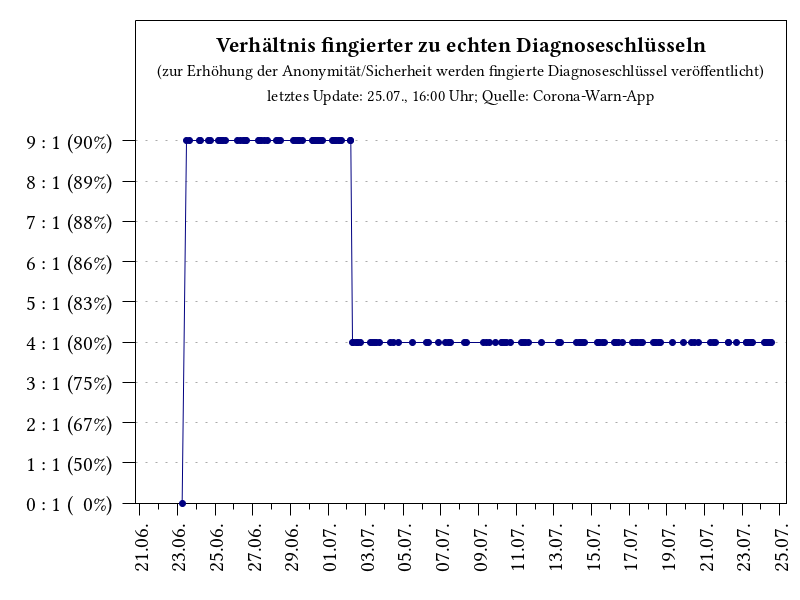 Verhältnis fingierter zu echten Diagnoseschlüsseln
(zur Erhöhung der Anonymität/Sicherheit werden fingierte Diagnoseschlüssel veröffentlicht)
letztes Update: 25.07., 16:00 Uhr; Quelle: Corona-Warn-App
9 : 1 (90%)
8 : 1 (89%)
7 : 1 (88%)
6 : 1 (86%)
5 : 1 (83%)
4 : 1 (80%)
3 : 1 (75%)
2 : 1 (67%)
1 : 1 (50%)
0 : 1 (  0%)
21.06.
23.06.
25.06.
27.06.
29.06.
01.07.
03.07.
05.07.
07.07.
09.07.
11.07.
13.07.
15.07.
17.07.
19.07.
21.07.
23.07.
25.07.